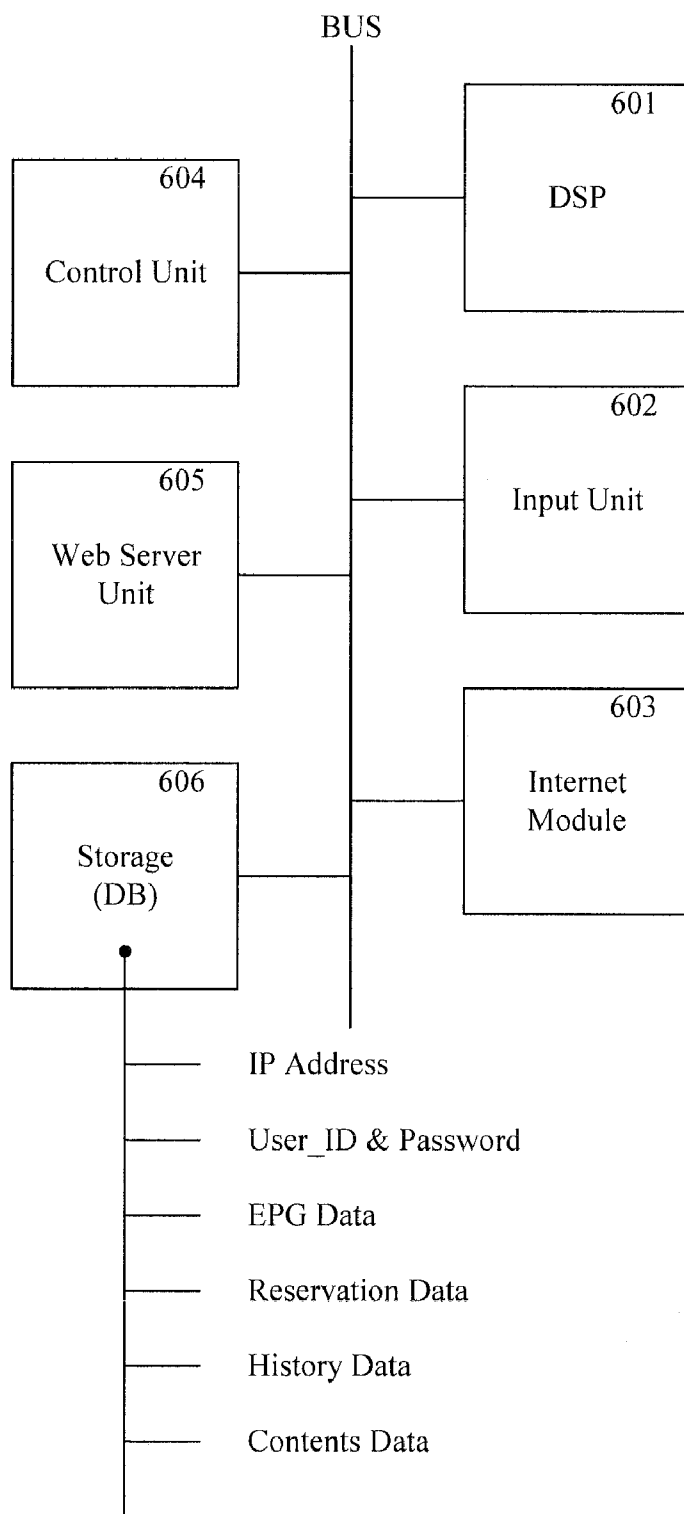 BUS
601
DSP
604
Control Unit
602
Input Unit
605
Web Server
Unit
603
Internet
Module
606
Storage
(DB)
IP Address
User_ID & Password
EPG Data
Reservation Data
History Data
Contents Data